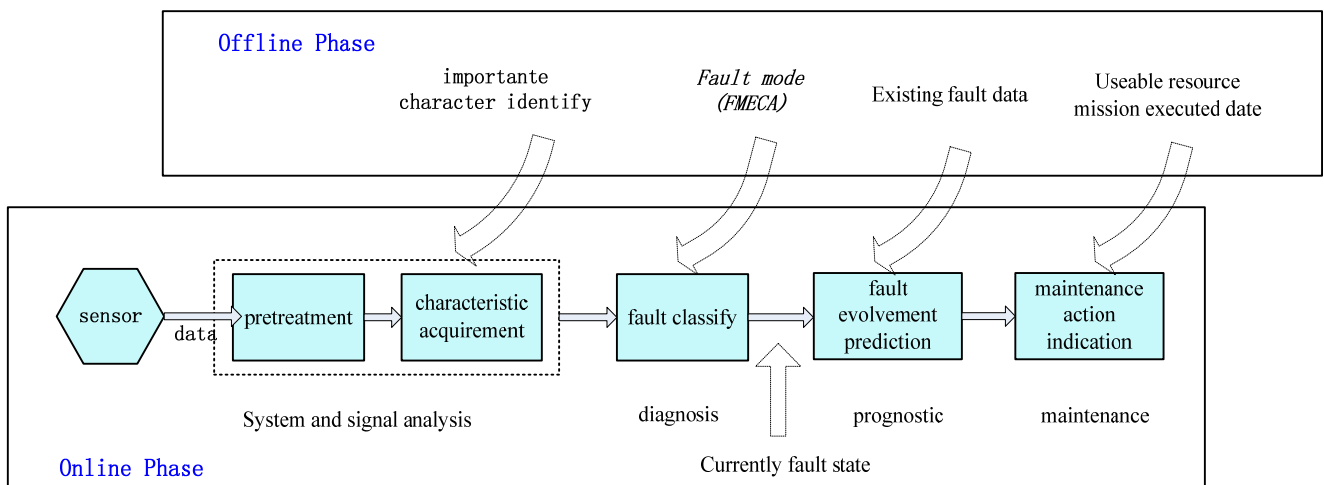 Offline Phase
importante
character identify
Fault mode
(FMECA)
Existing fault data
Useable resource
mission executed date
sensor
data
pretreatment
characteristic
acquirement
fault classify
fault
evolvement
prediction
maintenance
action
indication
System and signal analysis
diagnosis
prognostic
maintenance
Currently fault state
Online Phase